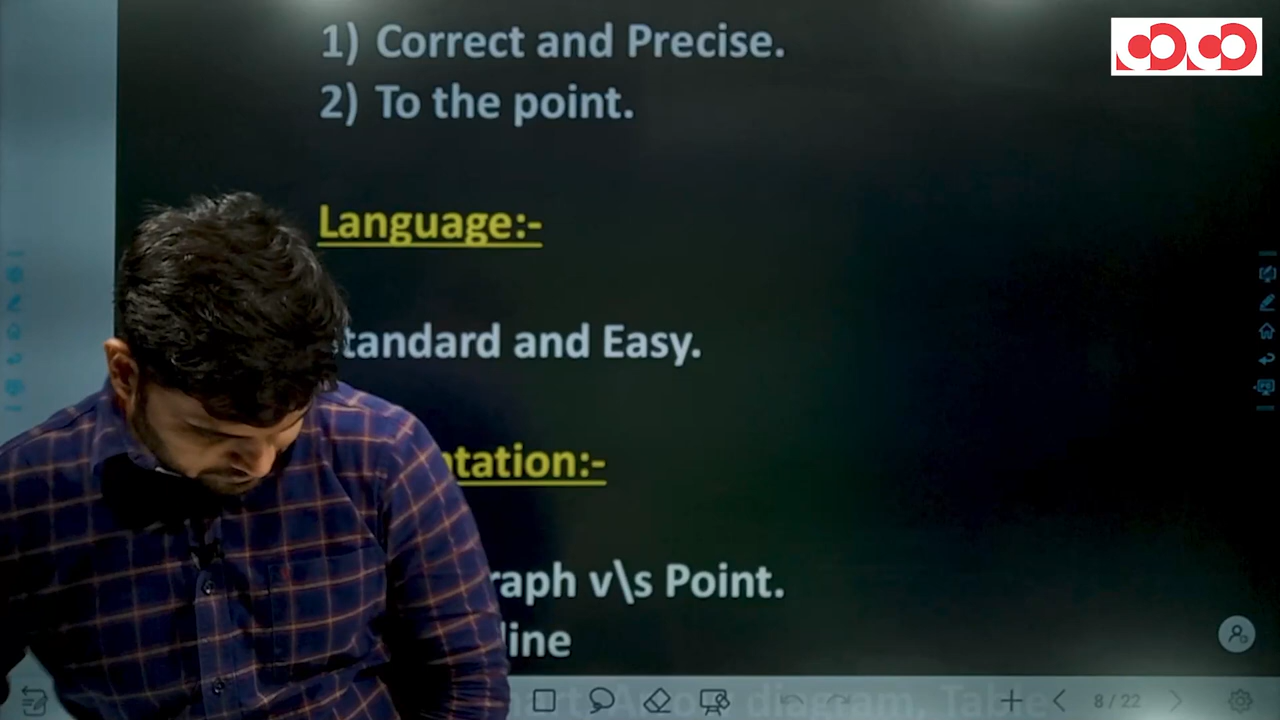 1) Correct and Precise.
2) To the point.
Language:-
tandard and Easy.
ntation:-
raph v\s Point.
line
8/22